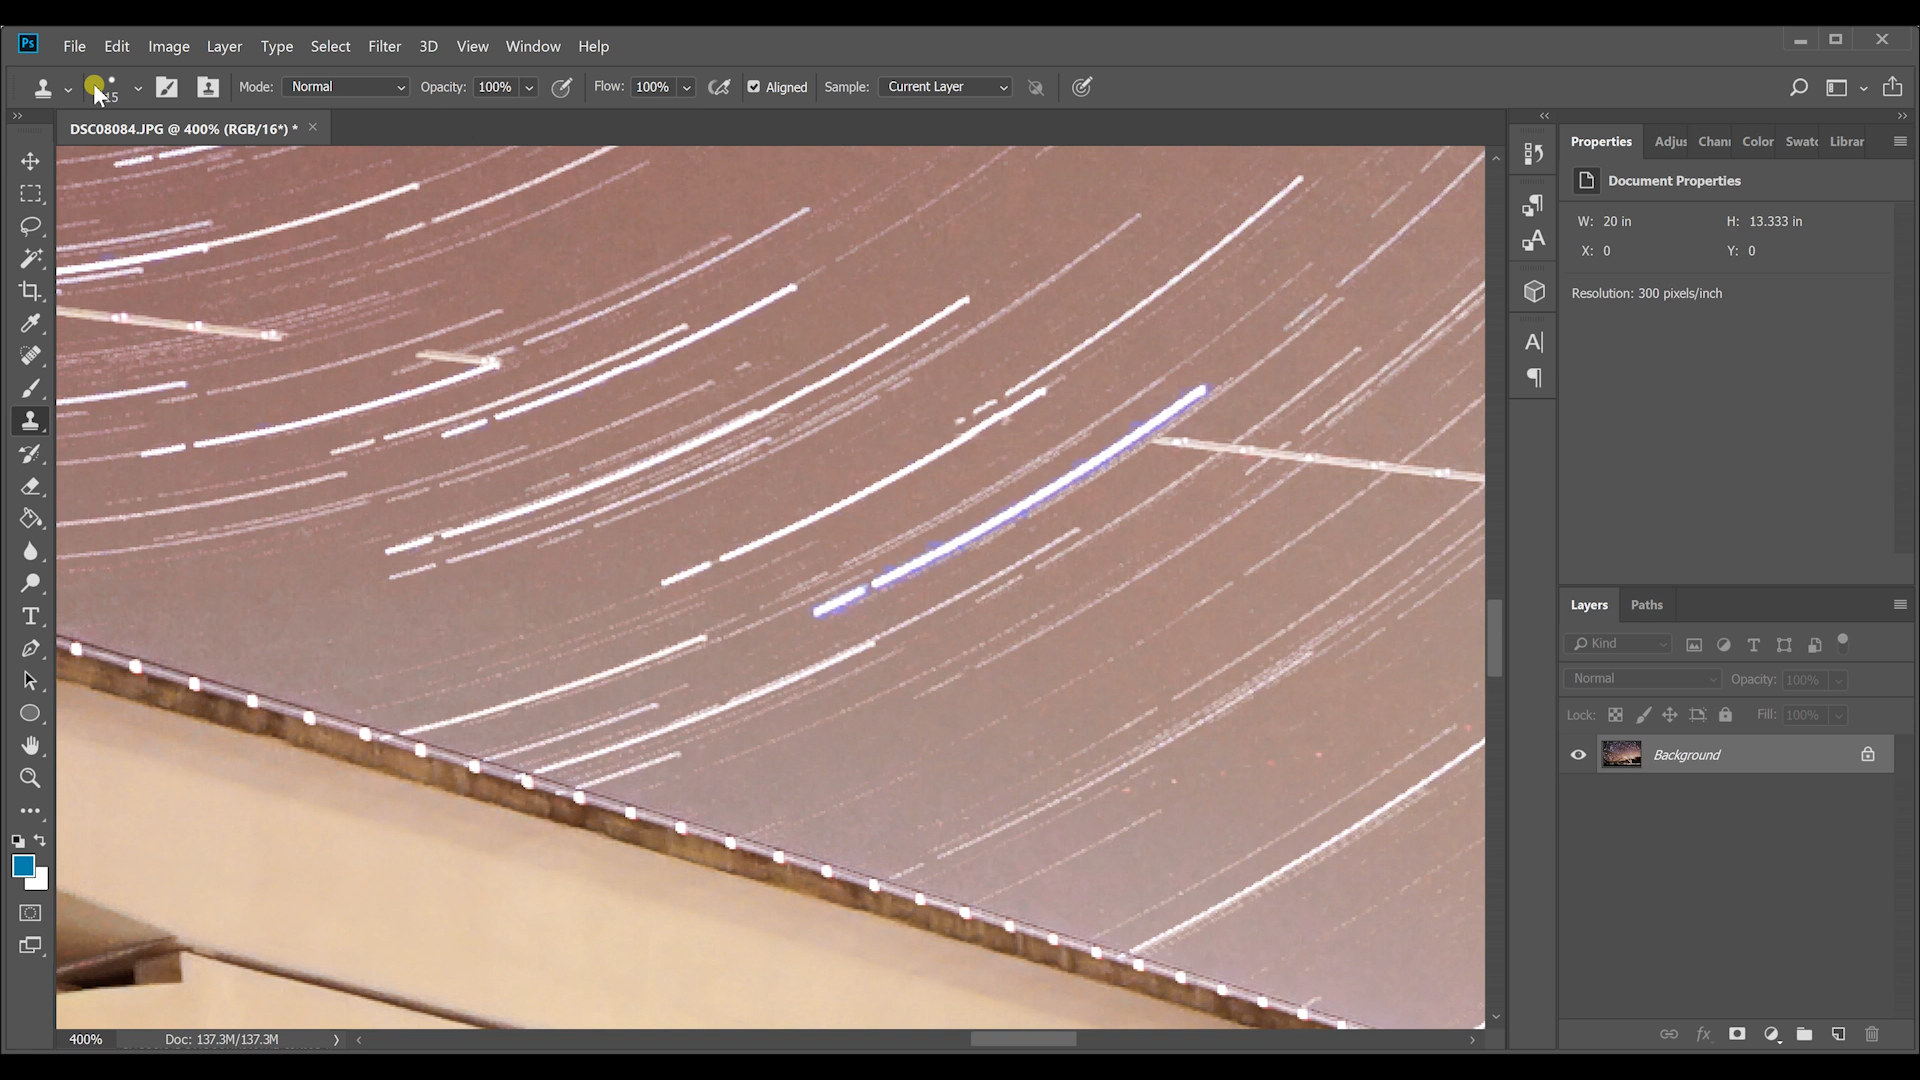 Ps File Edit Image Layer Type Select Filter 3D View Window Help
15 Mode: Normal Opacity: 100% Flow: 100% Aligned Sample: Current Layer
DSC08084.JPG @ 400% (RGB/16*) * ×
Properties Adjus Chann Color Swatc Librar
Document Properties
W: 20 in H: 13.333 in
X: 0 Y: 0
Resolution: 300 pixels/inch
Layers Paths
Kind
Normal Opacity: 100%
Lock: Fill: 100%
Background
fx
400% Doc: 137.3M/137.3M